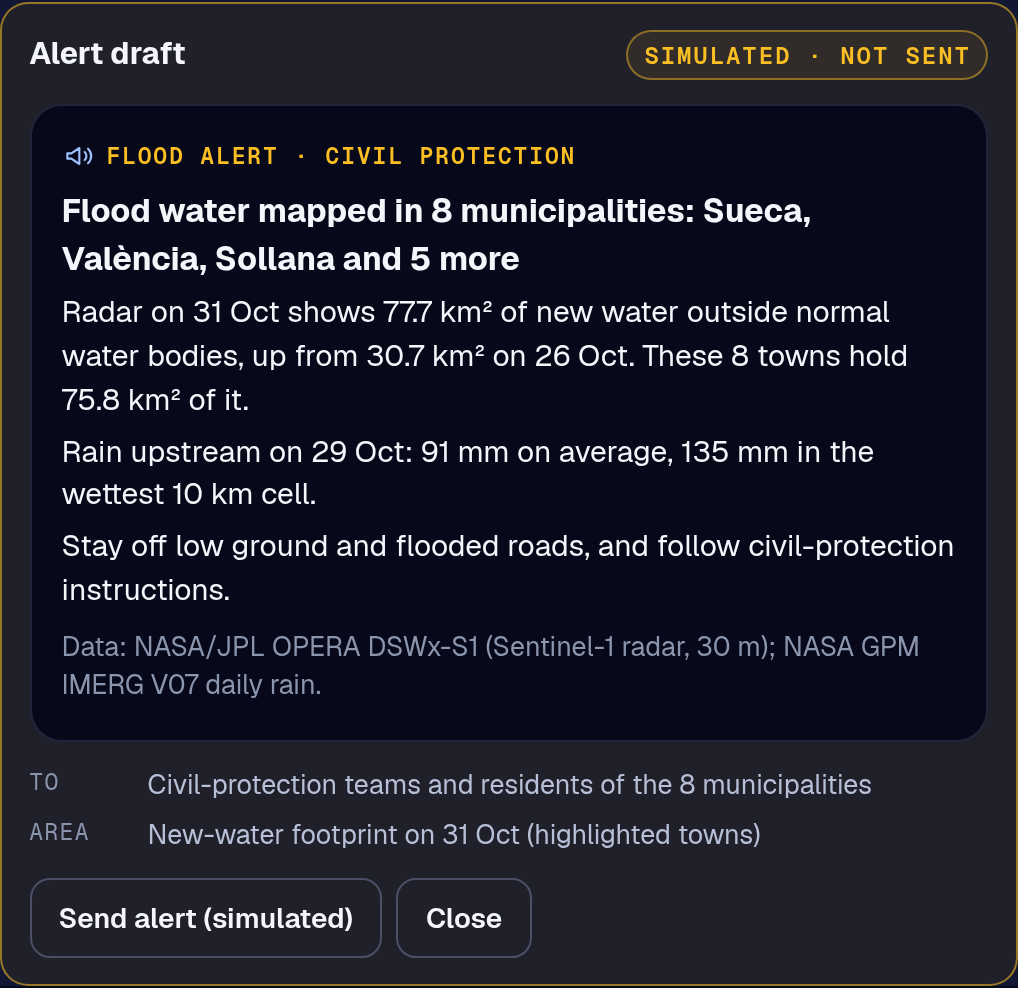 Alert draft
SIMULATED · NOT SENT
FLOOD ALERT · CIVIL PROTECTION
Flood water mapped in 8 municipalities: Sueca,
València, Sollana and 5 more
Radar on 31 Oct shows 77.7 km² of new water outside normal
water bodies, up from 30.7 km² on 26 Oct. These 8 towns hold
75.8 km² of it.
Rain upstream on 29 Oct: 91 mm on average, 135 mm in the
wettest 10 km cell.
Stay off low ground and flooded roads, and follow civil-protection
instructions.
Data: NASA/JPL OPERA DSWx-S1 (Sentinel-1 radar, 30 m); NASA GPM
IMERG V07 daily rain.
TO Civil-protection teams and residents of the 8 municipalities
AREA New-water footprint on 31 Oct (highlighted towns)
Send alert (simulated) Close